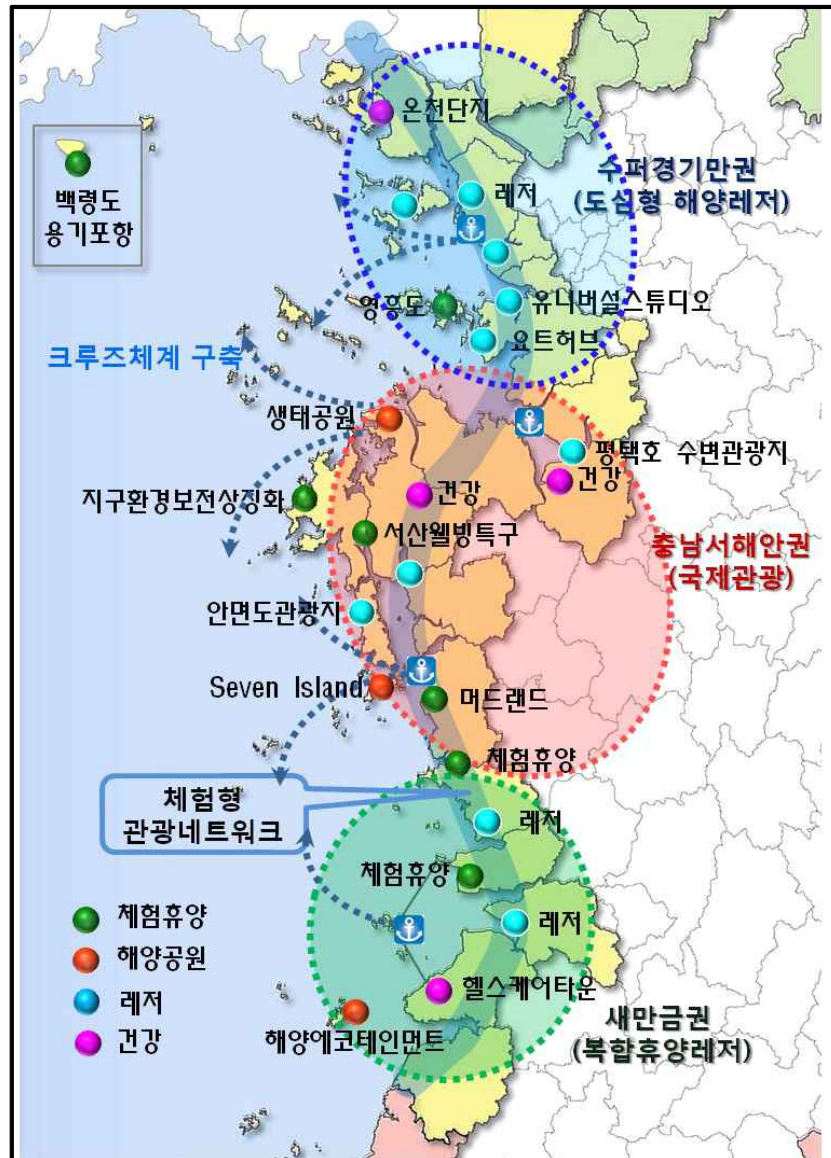 온천단지
백령도
용기포항
수퍼경기만권
(도심형 해양레저)
레저
영흥도
유니버설스튜디오
요트허브
크루즈체계 구축
생태공원
평택호 수변관광지
건강
지구환경보전상징화
건강
서산웰빙특구
충남서해안권
(국제관광)
안면도관광지
Seven Island
머드랜드
체험휴양
체험형
관광네트워크
레저
체험휴양
레저
체험휴양
해양공원
레저
건강
헬스케어타운
해양에코테인먼트
새만금권
(복합휴양레저)